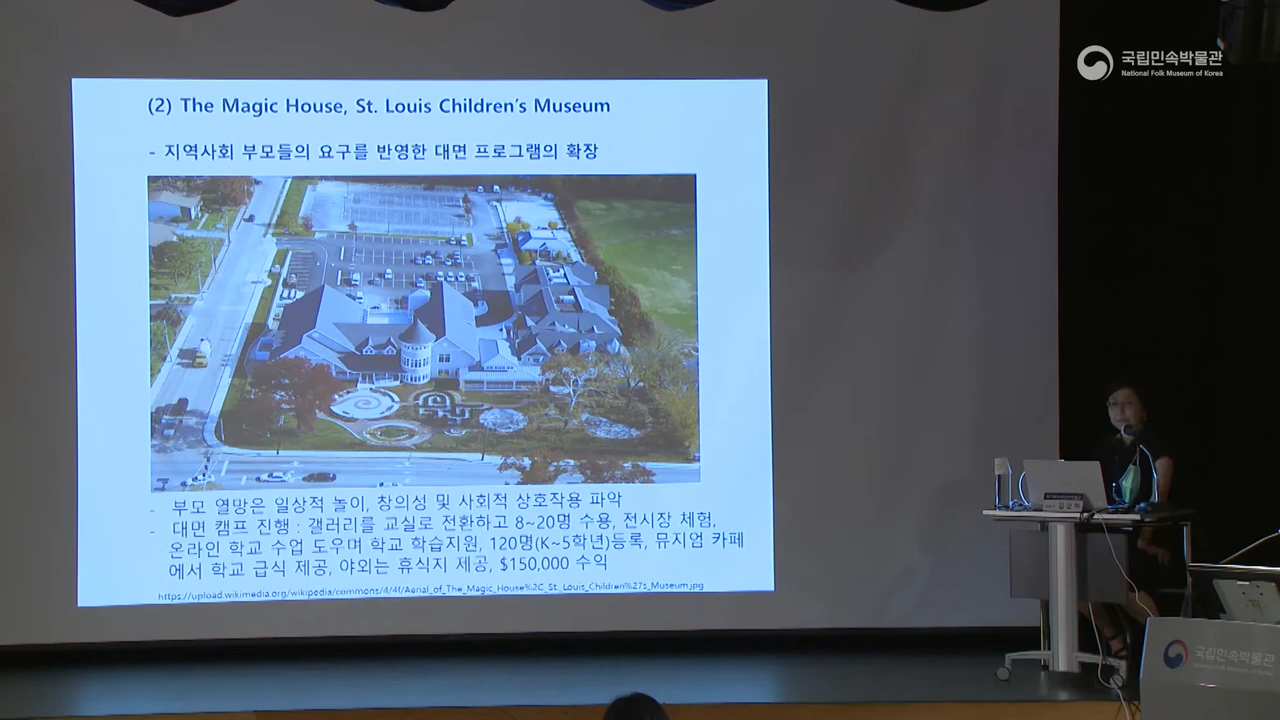 국립민속박물관
National Folk Museum of Korea
(2) The Magic House, St. Louis Children's Museum
- 지역사회 부모들의 요구를 반영한 대면 프로그램의 확장
- 부모 열망은 일상적 놀이, 창의성 및 사회적 상호작용 파악
- 대면 캠프 진행 : 갤러리를 교실로 전환하고 8~20명 수용, 전시장 체험,
온라인 학교 수업 도우며 학교 학습지원, 120명(K~5학년)등록, 뮤지엄 카페
에서 학교 급식 제공, 야외는 휴식지 제공, $150,000 수익
https://upload.wikimedia.org/wikipedia/commons/4/4f/Aerial_of_The_Magic_House%2C_St._Louis_Children%27s_Museum.jpg
국립민속박물관